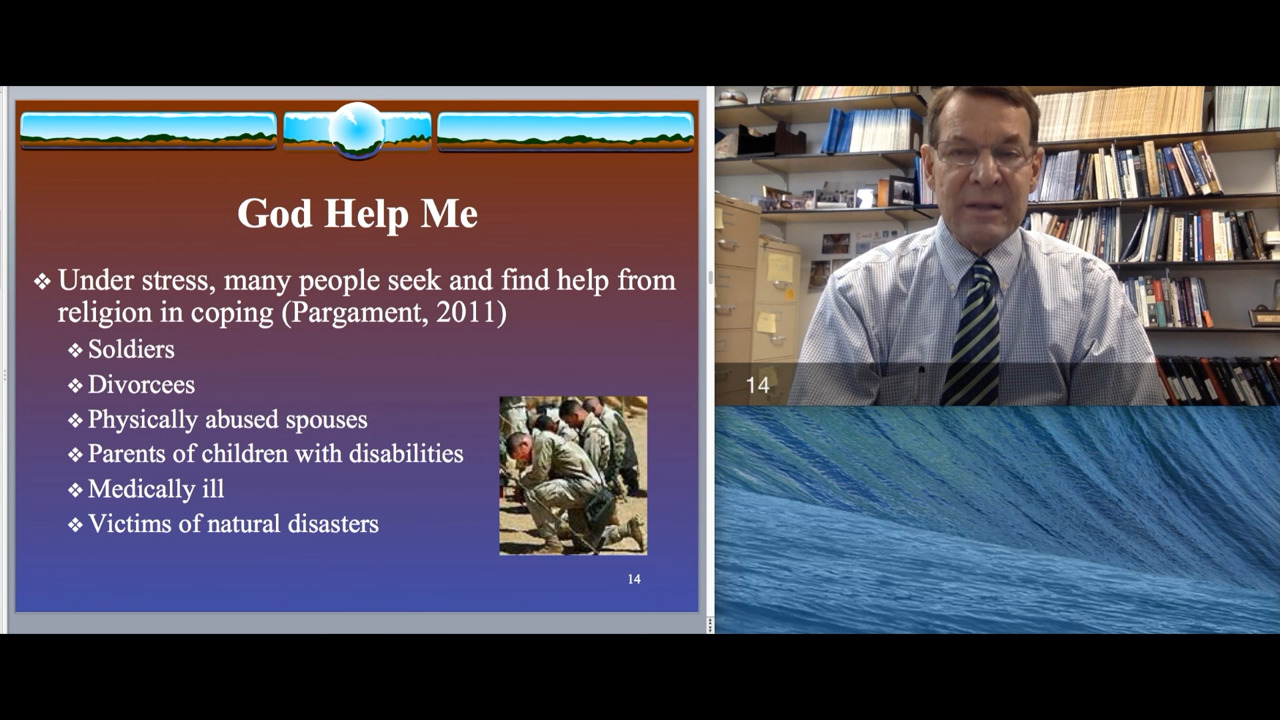 God Help Me
❖ Under stress, many people seek and find help from
religion in coping (Pargament, 2011)
❖ Soldiers
❖ Divorcees
❖ Physically abused spouses
❖ Parents of children with disabilities
❖ Medically ill
❖ Victims of natural disasters
14
14